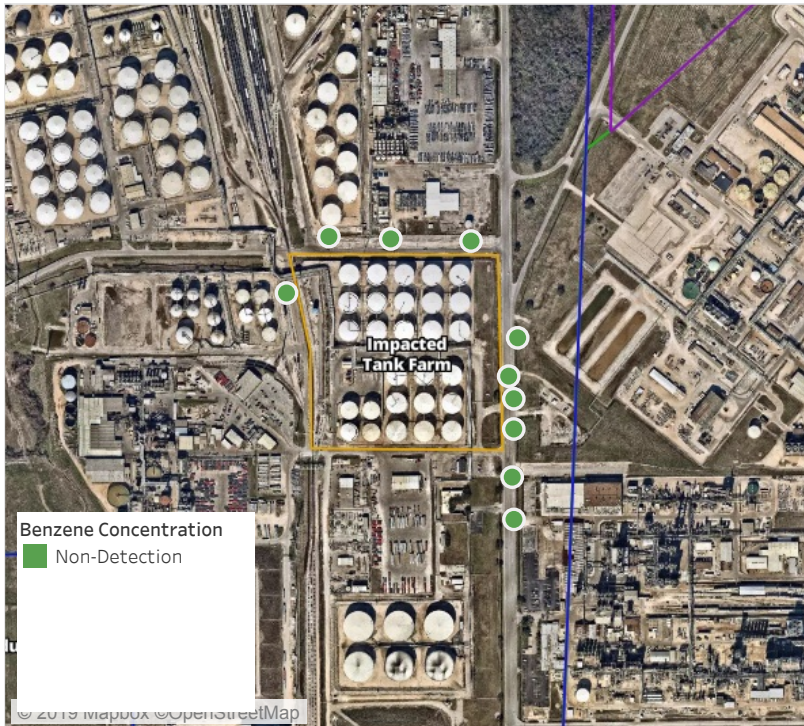 Impacted
Tank Farm
Benzene Concentration
Non-Detection
© 2019 Mapbox ©OpenStreetMap